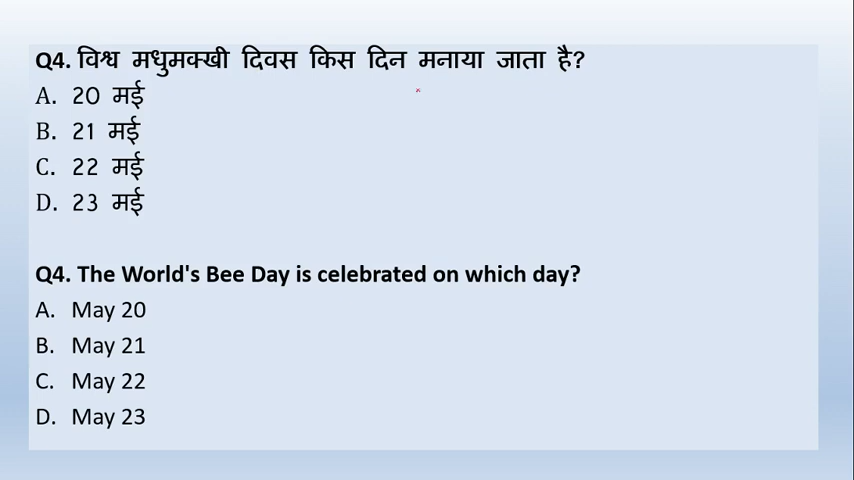 Q4. विश्व मधुमक्खी दिवस किस दिन मनाया जाता है?
A. 20 मई
B. 21 मई
C. 22 मई
D. 23 मई
Q4. The World's Bee Day is celebrated on which day?
A. May 20
B. May 21
C. May 22
D. May 23